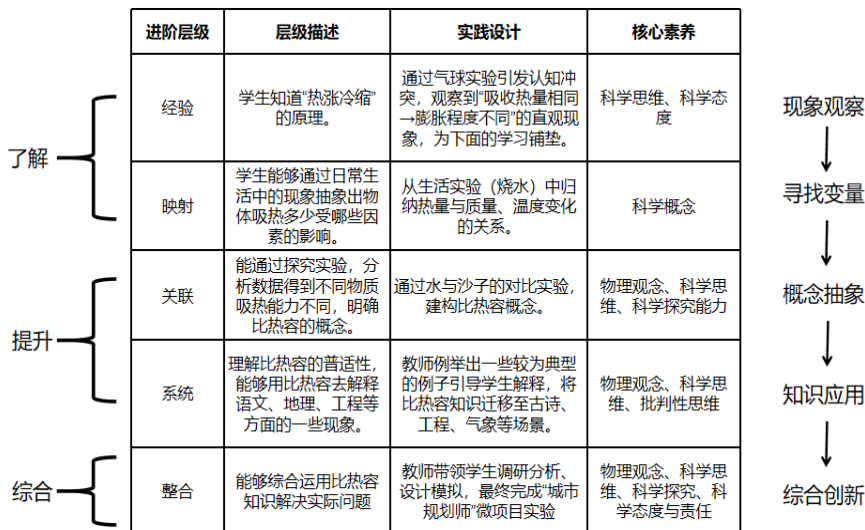 进阶层级 层级描述 实践设计 核心素养
了解
经验
学生知道“热涨冷缩”
的原理。
通过气球实验引发认知冲
突，观察到“吸收热量相同
→膨胀程度不同”的直观现
象，为下面的学习铺垫。
科学思维、科学态
度
现象观察
映射
学生能够通过日常生
活中的现象抽象出物
体吸热多少受哪些因
素的影响。
从生活实验（烧水）中归
纳热量与质量、温度变化
的关系。
科学概念
寻找变量
提升
关联
能通过探究实验，分
析数据得到不同物质
吸热能力不同，明确
比热容的概念。
通过水与沙子的对比实验，
建构比热容概念。
物理观念、科学思
维、科学探究能力
概念抽象
系统
理解比热容的普适性，
能够用比热容去解释
语文、地理、工程等
方面的一些现象。
教师例举出一些较为典型
的例子引导学生解释，将
比热容知识迁移至古诗、
工程、气象等场景。
物理观念、科学思
维、批判性思维
知识应用
综合
整合
能够综合运用比热容
知识解决实际问题
教师带领学生调研分析、
设计模拟，最终完成“城市
规划师”微项目实验
物理观念、科学思
维、科学探究、科
学态度与责任
综合创新